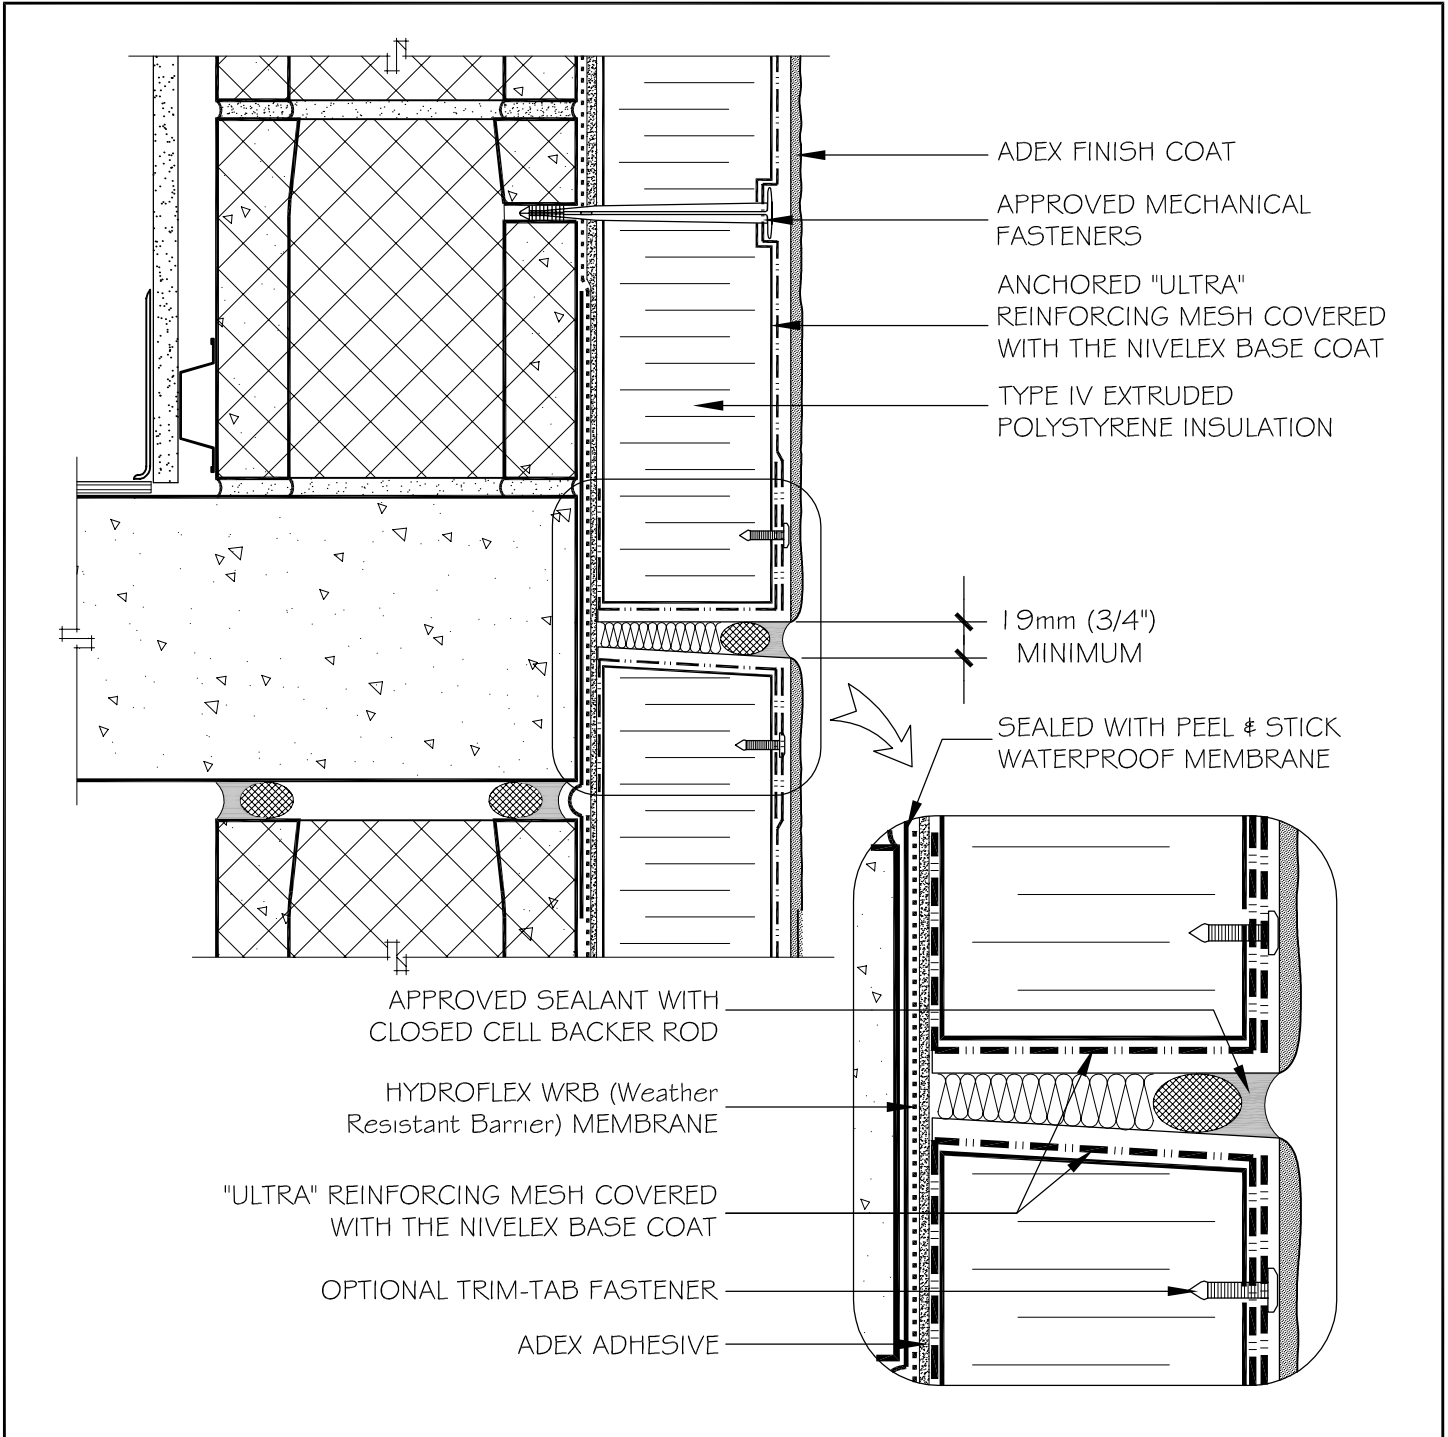 ADEX FINISH COAT
APPROVED MECHANICAL
FASTENERS
ANCHORED "ULTRA"
REINFORCING MESH COVERED
WITH THE NIVELEX BASE COAT
TYPE IV EXTRUDED
POLYSTYRENE INSULATION
19mm (3/4")
MINIMUM
SEALED WITH PEEL & STICK
WATERPROOF MEMBRANE
APPROVED SEALANT WITH
CLOSED CELL BACKER ROD
HYDROFLEX WRB (Weather
Resistant Barrier) MEMBRANE
"ULTRA" REINFORCING MESH COVERED
WITH THE NIVELEX BASE COAT
OPTIONAL TRIM-TAB FASTENER
ADEX ADHESIVE